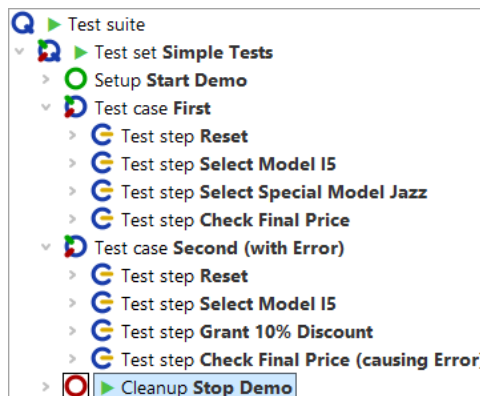 Test suite
Test set Simple Tests
Setup Start Demo
Test case First
Test step Reset
Test step Select Model I5
Test step Select Special Model Jazz
Test step Check Final Price
Test case Second (with Error)
Test step Reset
Test step Select Model I5
Test step Grant 10% Discount
Test step Check Final Price (causing Error)
Cleanup Stop Demo